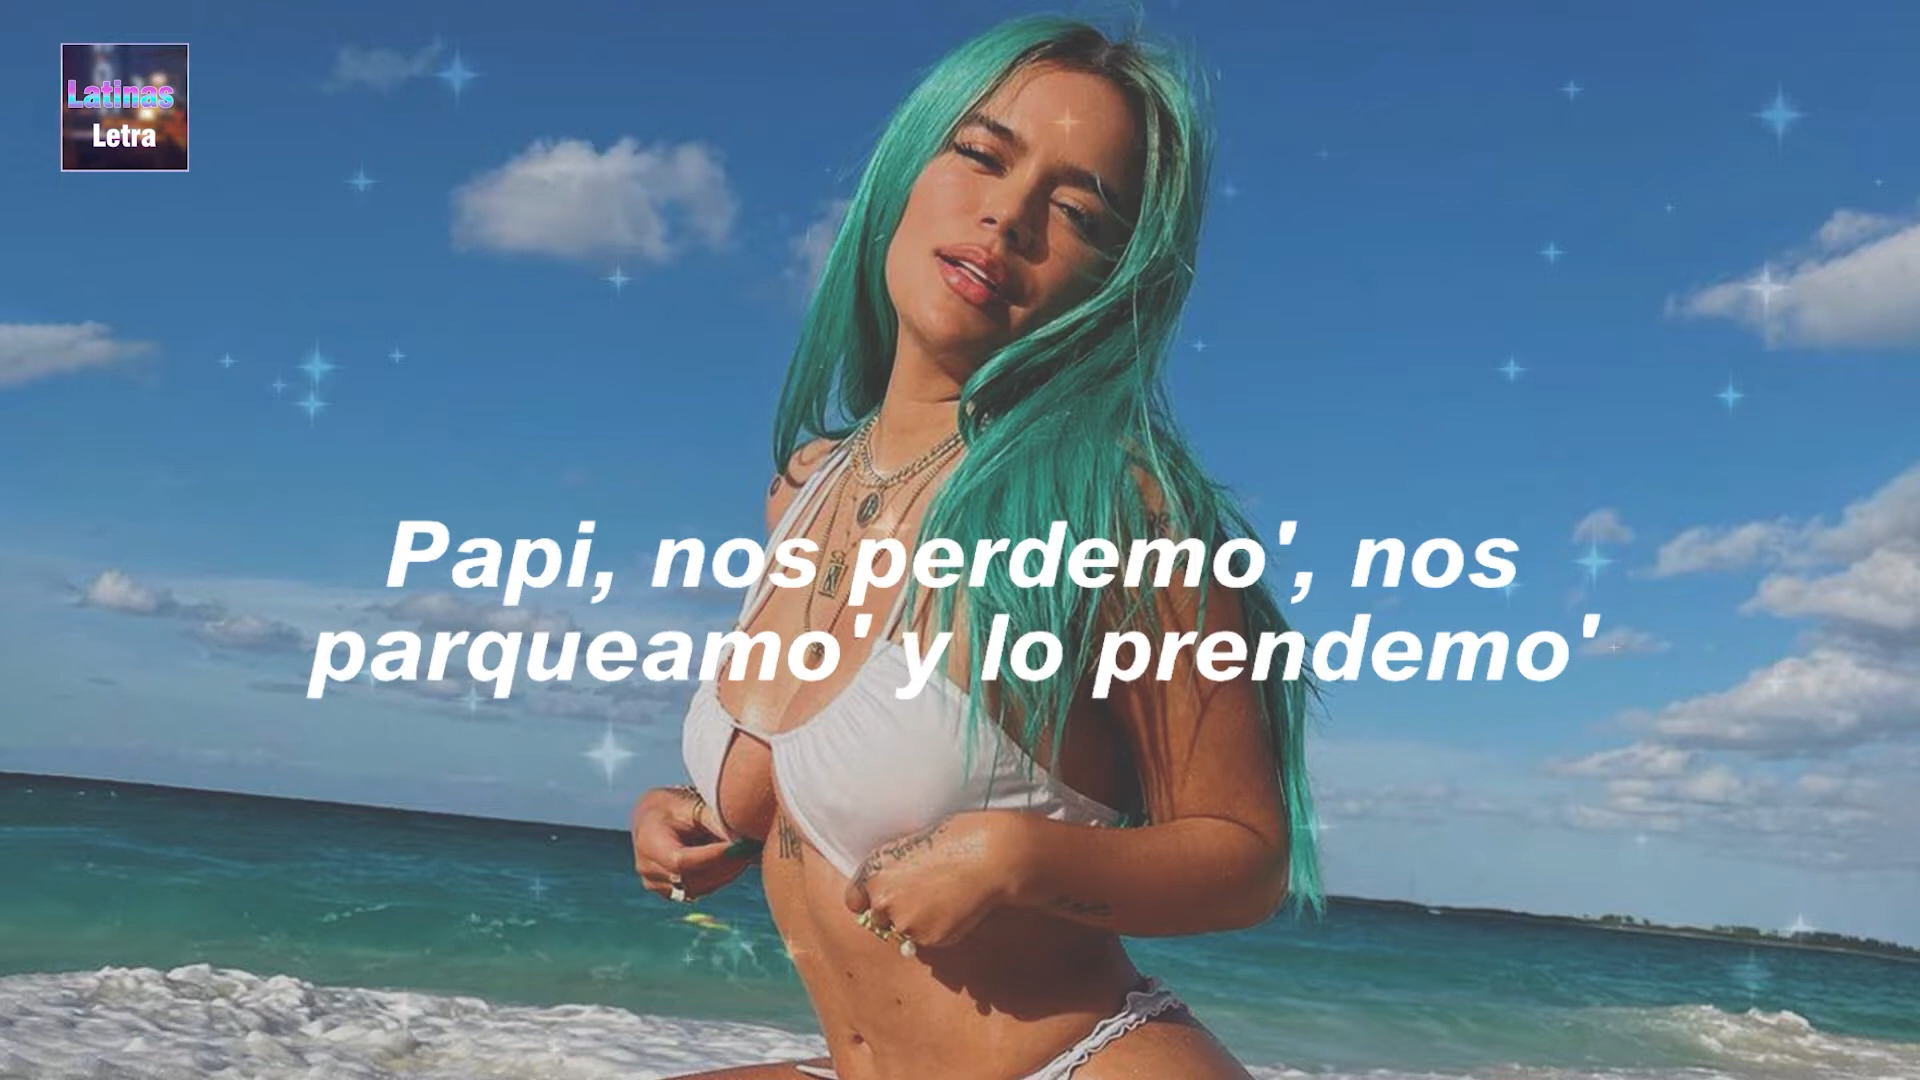 Latinas
Letra
Papi, nos perdemo', nos
parqueamo' y lo prendemo'